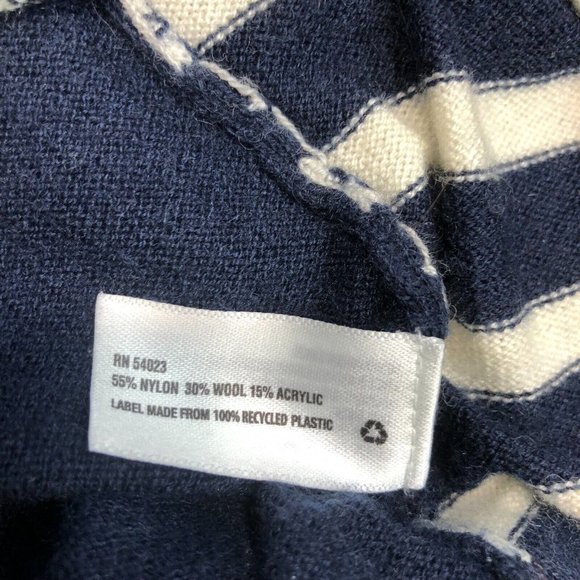 RN 54023
55% NYLON 30% WOOL 15% ACRYLIC
LABEL MADE FROM 100% RECYCLED PLASTIC